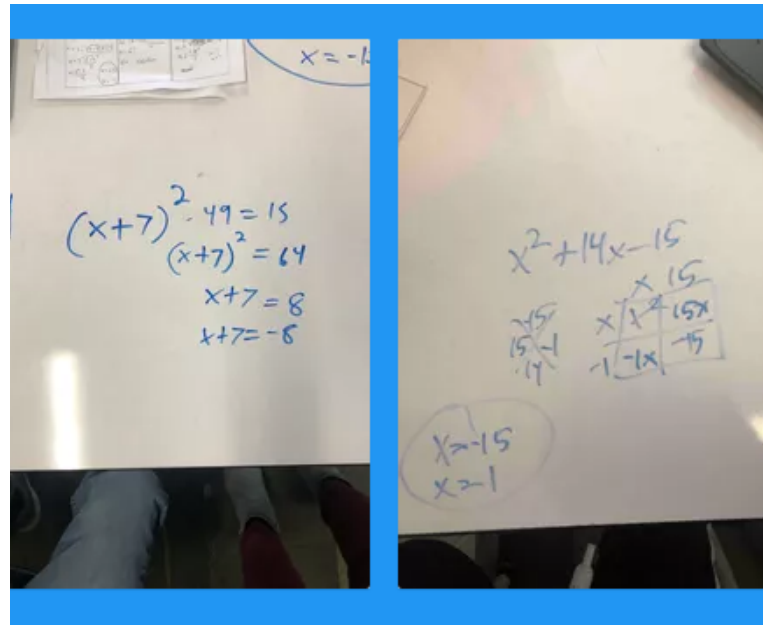 x = -1
(x+7)² - 49 = 15
(x+7)² = 64
x+7 = 8
x+7 = -8
x² + 14x - 15
x 15
-15
x x² 15x
15 -1
-1 -1x -15
14
x = -15
x = -1